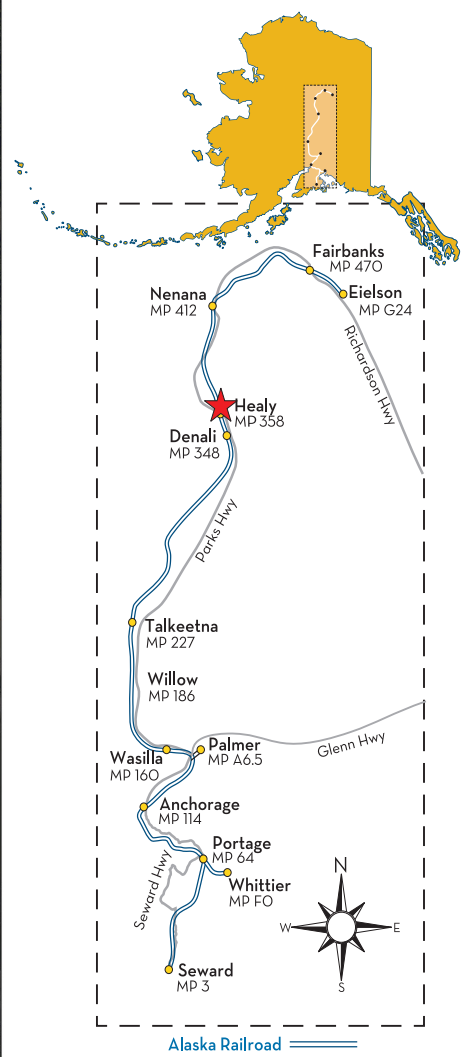 Fairbanks
MP 470
Eielson
MP G24
Nenana
MP 412
Richardson Hwy
Healy
MP 358
Denali
MP 348
Parks Hwy
Talkeetna
MP 227
Willow
MP 186
Palmer
MP A6.5
Glenn Hwy
Wasilla
MP 160
Anchorage
MP 114
Portage
MP 64
Whittier
MP F0
Seward Hwy
N
W
E
S
Seward
MP 3
Alaska Railroad